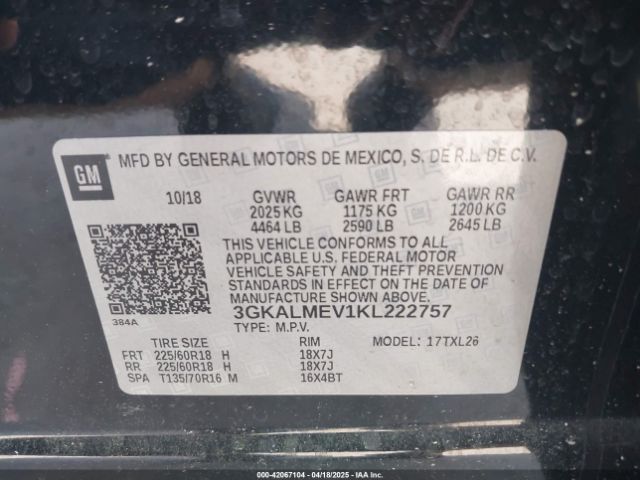 GM
MFD BY GENERAL MOTORS DE MEXICO, S. DE R.L. DE C.V.
10/18 GVWR GAWR FRT GAWR RR
2025 KG 1175 KG 1200 KG
4464 LB 2590 LB 2645 LB
THIS VEHICLE CONFORMS TO ALL
APPLICABLE U.S. FEDERAL MOTOR
VEHICLE SAFETY AND THEFT PREVENTION
STANDARDS IN EFFECT ON THE DATE OF
MANUFACTURE SHOWN ABOVE.
384A
3GKALMEV1KL222757
TYPE: M.P.V. MODEL: 17TXL26
TIRE SIZE RIM
FRT 225/60R18 H 18X7J
RR 225/60R18 H 18X7J
SPA T135/70R16 M 16X4BT
000-42067104 - 04/18/2025 - IAAI.COM